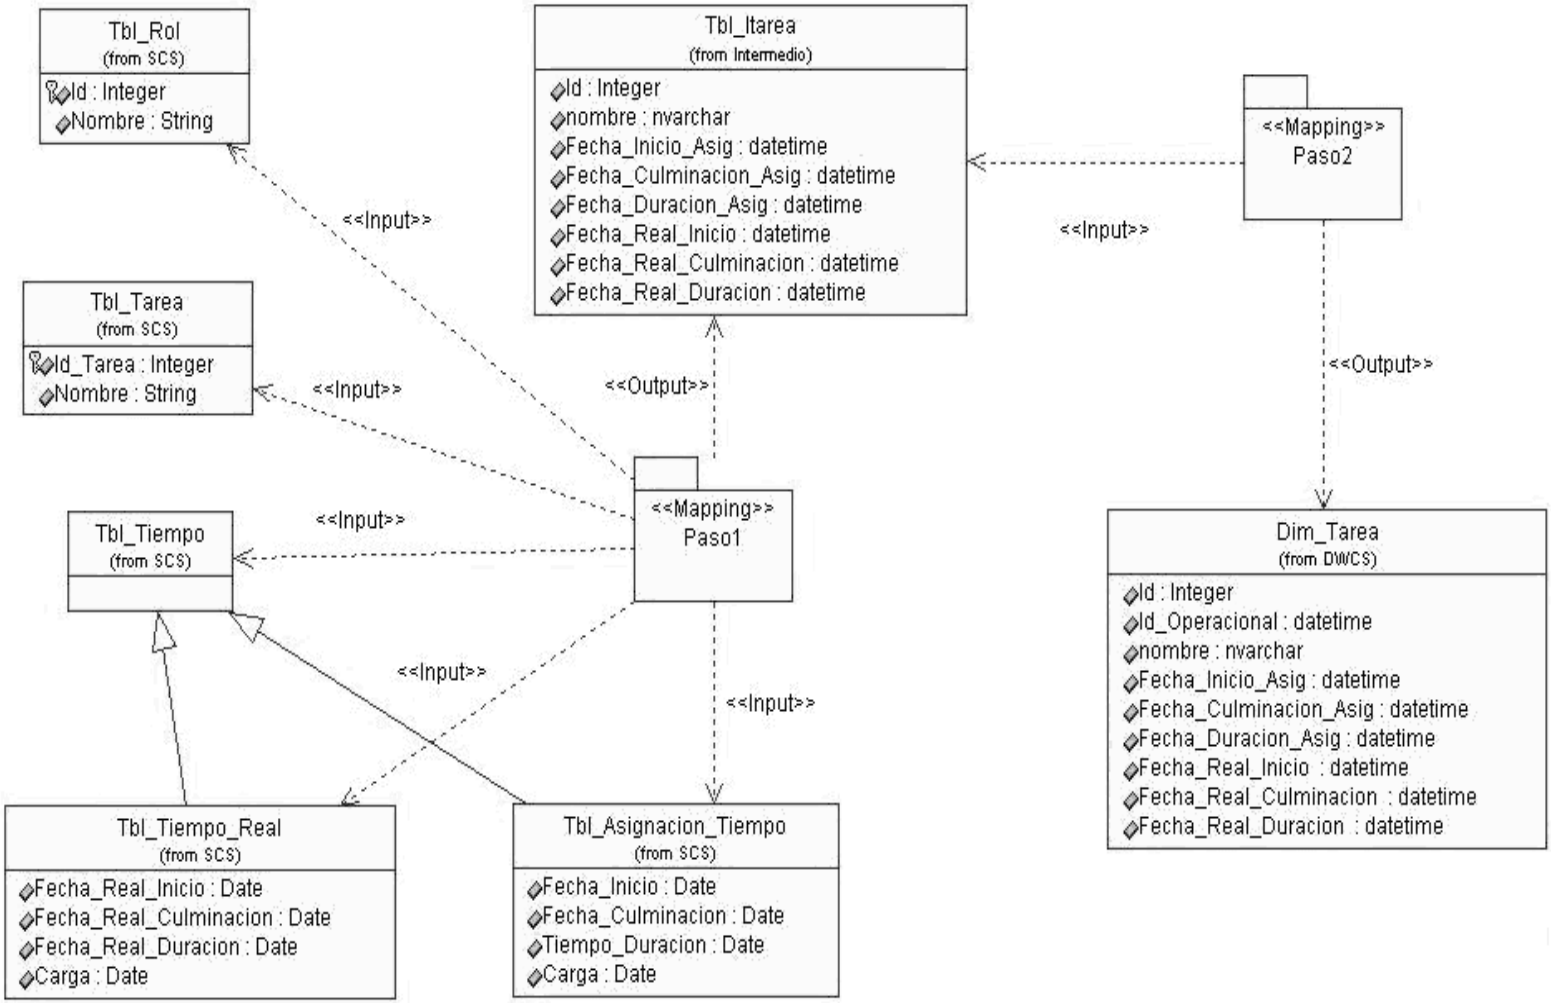 Tbl_Rol
(from SCS)
Id : Integer
Nombre : String
Tbl_Itarea
(from Intermedio)
Id : Integer
nombre : nvarchar
Fecha_Inicio_Asig : datetime
Fecha_Culminacion_Asig : datetime
Fecha_Duracion_Asig : datetime
Fecha_Real_Inicio : datetime
Fecha_Real_Culminacion : datetime
Fecha_Real_Duracion : datetime
<<Mapping>>
Paso2
<<Input>>
<<Input>>
Tbl_Tarea
(from SCS)
Id_Tarea : Integer
Nombre : String
<<Input>>
<<Output>>
<<Output>>
<<Mapping>>
Paso1
<<Input>>
Tbl_Tiempo
(from SCS)
Dim_Tarea
(from DWCS)
Id : Integer
Id_Operacional : datetime
nombre : nvarchar
Fecha_Inicio_Asig : datetime
Fecha_Culminacion_Asig : datetime
Fecha_Duracion_Asig : datetime
Fecha_Real_Inicio : datetime
Fecha_Real_Culminacion : datetime
Fecha_Real_Duracion : datetime
<<Input>>
<<Input>>
Tbl_Tiempo_Real
(from SCS)
Fecha_Real_Inicio : Date
Fecha_Real_Culminacion : Date
Fecha_Real_Duracion : Date
Carga : Date
Tbl_Asignacion_Tiempo
(from SCS)
Fecha_Inicio : Date
Fecha_Culminacion : Date
Tiempo_Duracion : Date
Carga : Date